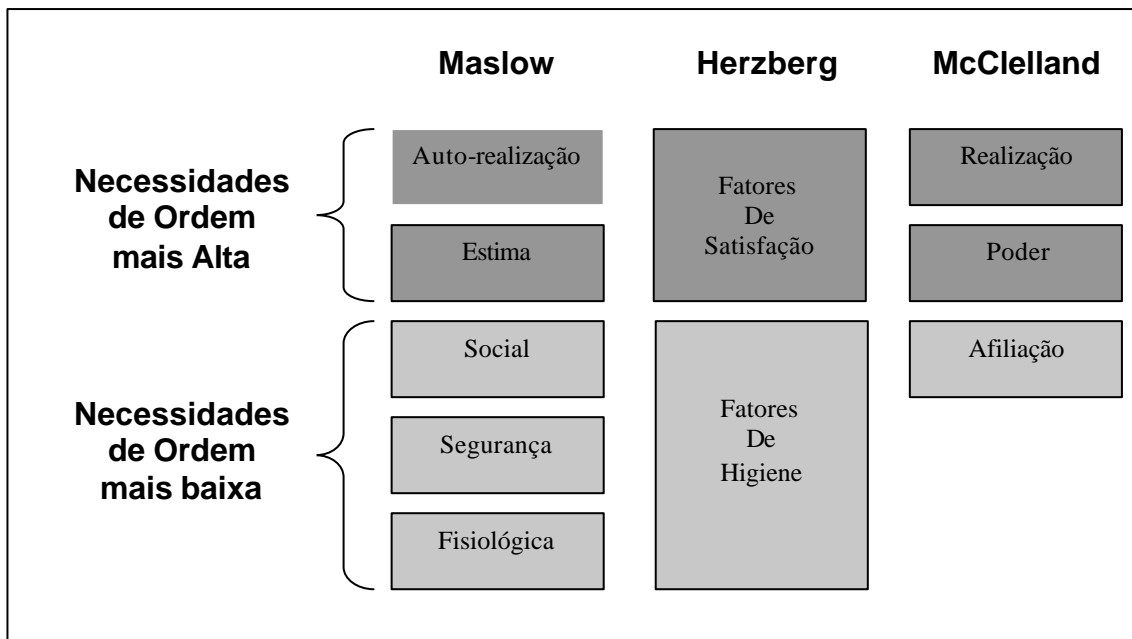 Maslow
Herzberg
McClelland
Necessidades
de Ordem
mais Alta
Auto-realização
Estima
Fatores
De
Satisfação
Realização
Poder
Necessidades
de Ordem
mais baixa
Social
Segurança
Fisiológica
Fatores
De
Higiene
Afiliação